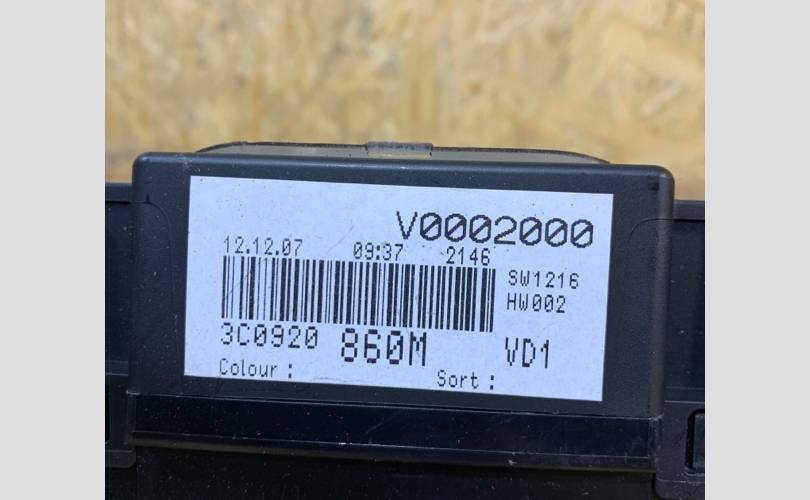 V0002000
12.12.07 09:37 2146
SW1216
HW002
3C0920 860M VD1
Colour : Sort :